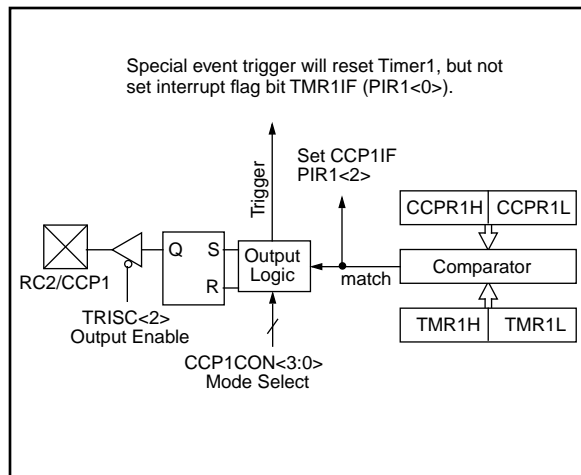 Special event trigger will reset Timer1, but not
set interrupt flag bit TMR1IF (PIR1<0>).
Trigger
Set CCP1IF
PIR1<2>
CCPR1H CCPR1L
Q S
R
Output
Logic
match
Comparator
RC2/CCP1
TRISC<2>
Output Enable
TMR1H TMR1L
CCP1CON<3:0>
Mode Select